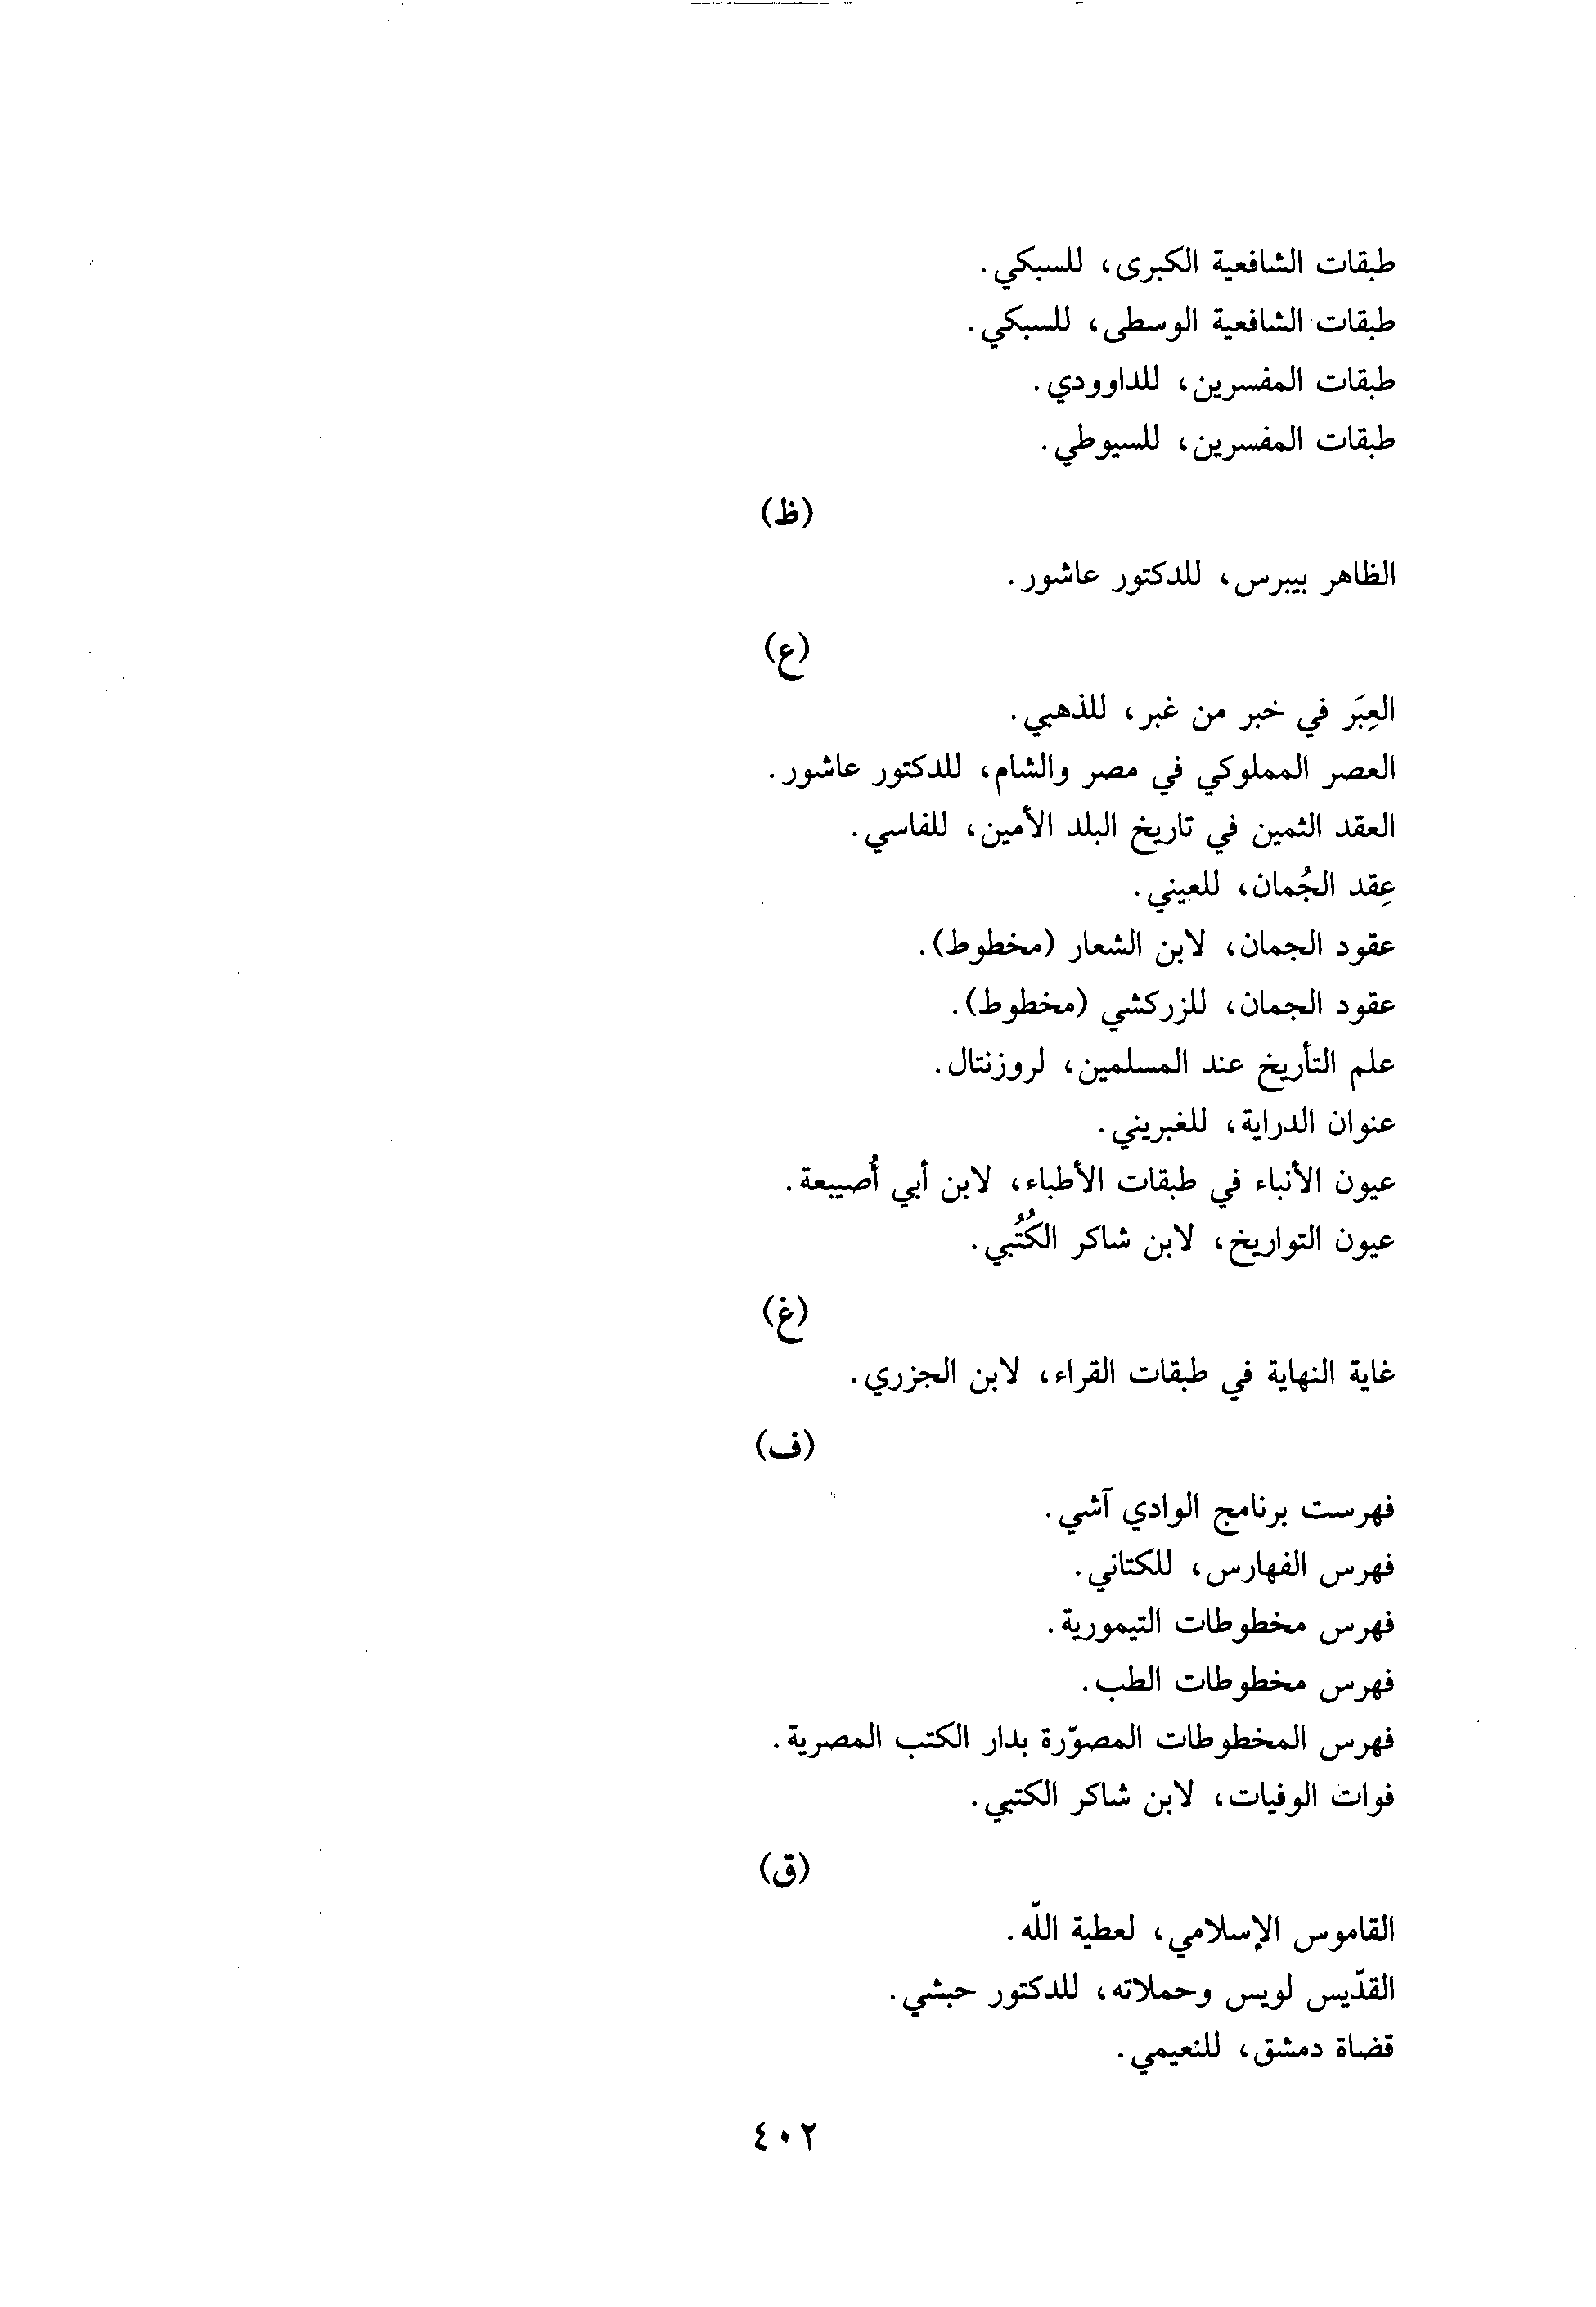 طبقات الشافعية الكبرى، للسبكي.
طبقات الشافعية الوسطى، للسبكي.
طبقات المفسرين، للداوودي.
طبقات المفسرين، للسيوطي.
(ظ)
الظاهر بيبرس، للدكتور عاشور.
(ع)
العِبَر في خبر من غبر، للذهبي.
العصر المملوكي في مصر والشام، للدكتور عاشور.
العقد الثمين في تاريخ البلد الأمين، للفاسي.
عِقد الجُمان، للعيني.
عقود الجمان، لابن الشعار (مخطوط).
عقود الجمان، للزركشي (مخطوط).
علم التأريخ عند المسلمين، لروزنتال.
عنوان الدراية، للغبريني.
عيون الأنباء في طبقات الأطباء، لابن أبي أُصيبعة.
عيون التواريخ، لابن شاكر الكُتُبي.
(غ)
غاية النهاية في طبقات القراء، لابن الجزري.
(ف)
فهرست برنامج الوادي آشي.
فهرس الفهارس، للكتاني.
فهرس مخطوطات التيمورية.
فهرس مخطوطات الطب.
فهرس المخطوطات المصوّرة بدار الكتب المصرية.
فوات الوفيات، لابن شاكر الكتبي.
(ق)
القاموس الإسلامي، لعطية اللّه.
القدّيس لويس وحملاته، للدكتور حبشي.
قضاة دمشق، للنعيمي.
٤٠٢